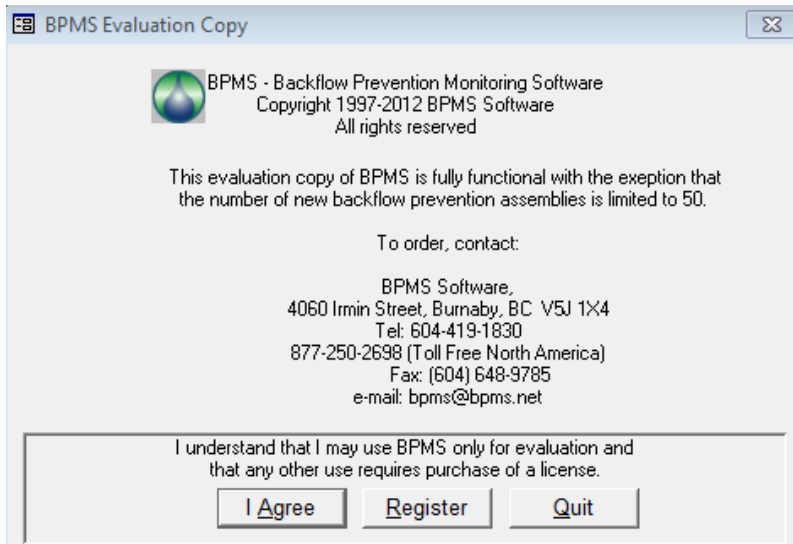 BPMS Evaluation Copy
BPMS - Backflow Prevention Monitoring Software
Copyright 1997-2012 BPMS Software
All rights reserved
This evaluation copy of BPMS is fully functional with the exeption that
the number of new backflow prevention assemblies is limited to 50.
To order, contact:
BPMS Software,
4060 Irmin Street, Burnaby, BC V5J 1X4
Tel: 604-419-1830
877-250-2698 (Toll Free North America)
Fax: (604) 648-9785
e-mail: bpms@bpms.net
I understand that I may use BPMS only for evaluation and
that any other use requires purchase of a license.
I Agree Register Quit